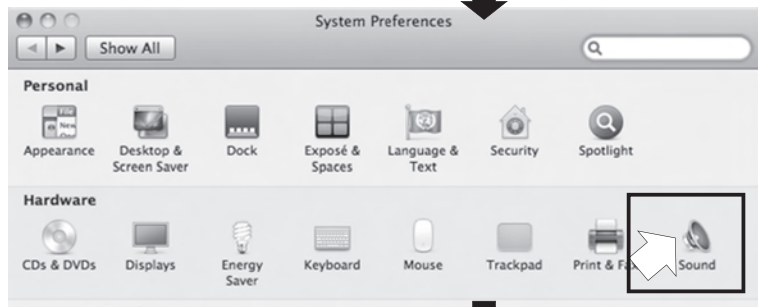 System Preferences
Show All
Personal
Appearance
Desktop &
Screen Saver
Dock
Exposé &
Spaces
Language &
Text
Security
Spotlight
Hardware
CDs & DVDs
Displays
Energy
Saver
Keyboard
Mouse
Trackpad
Print &
Sound